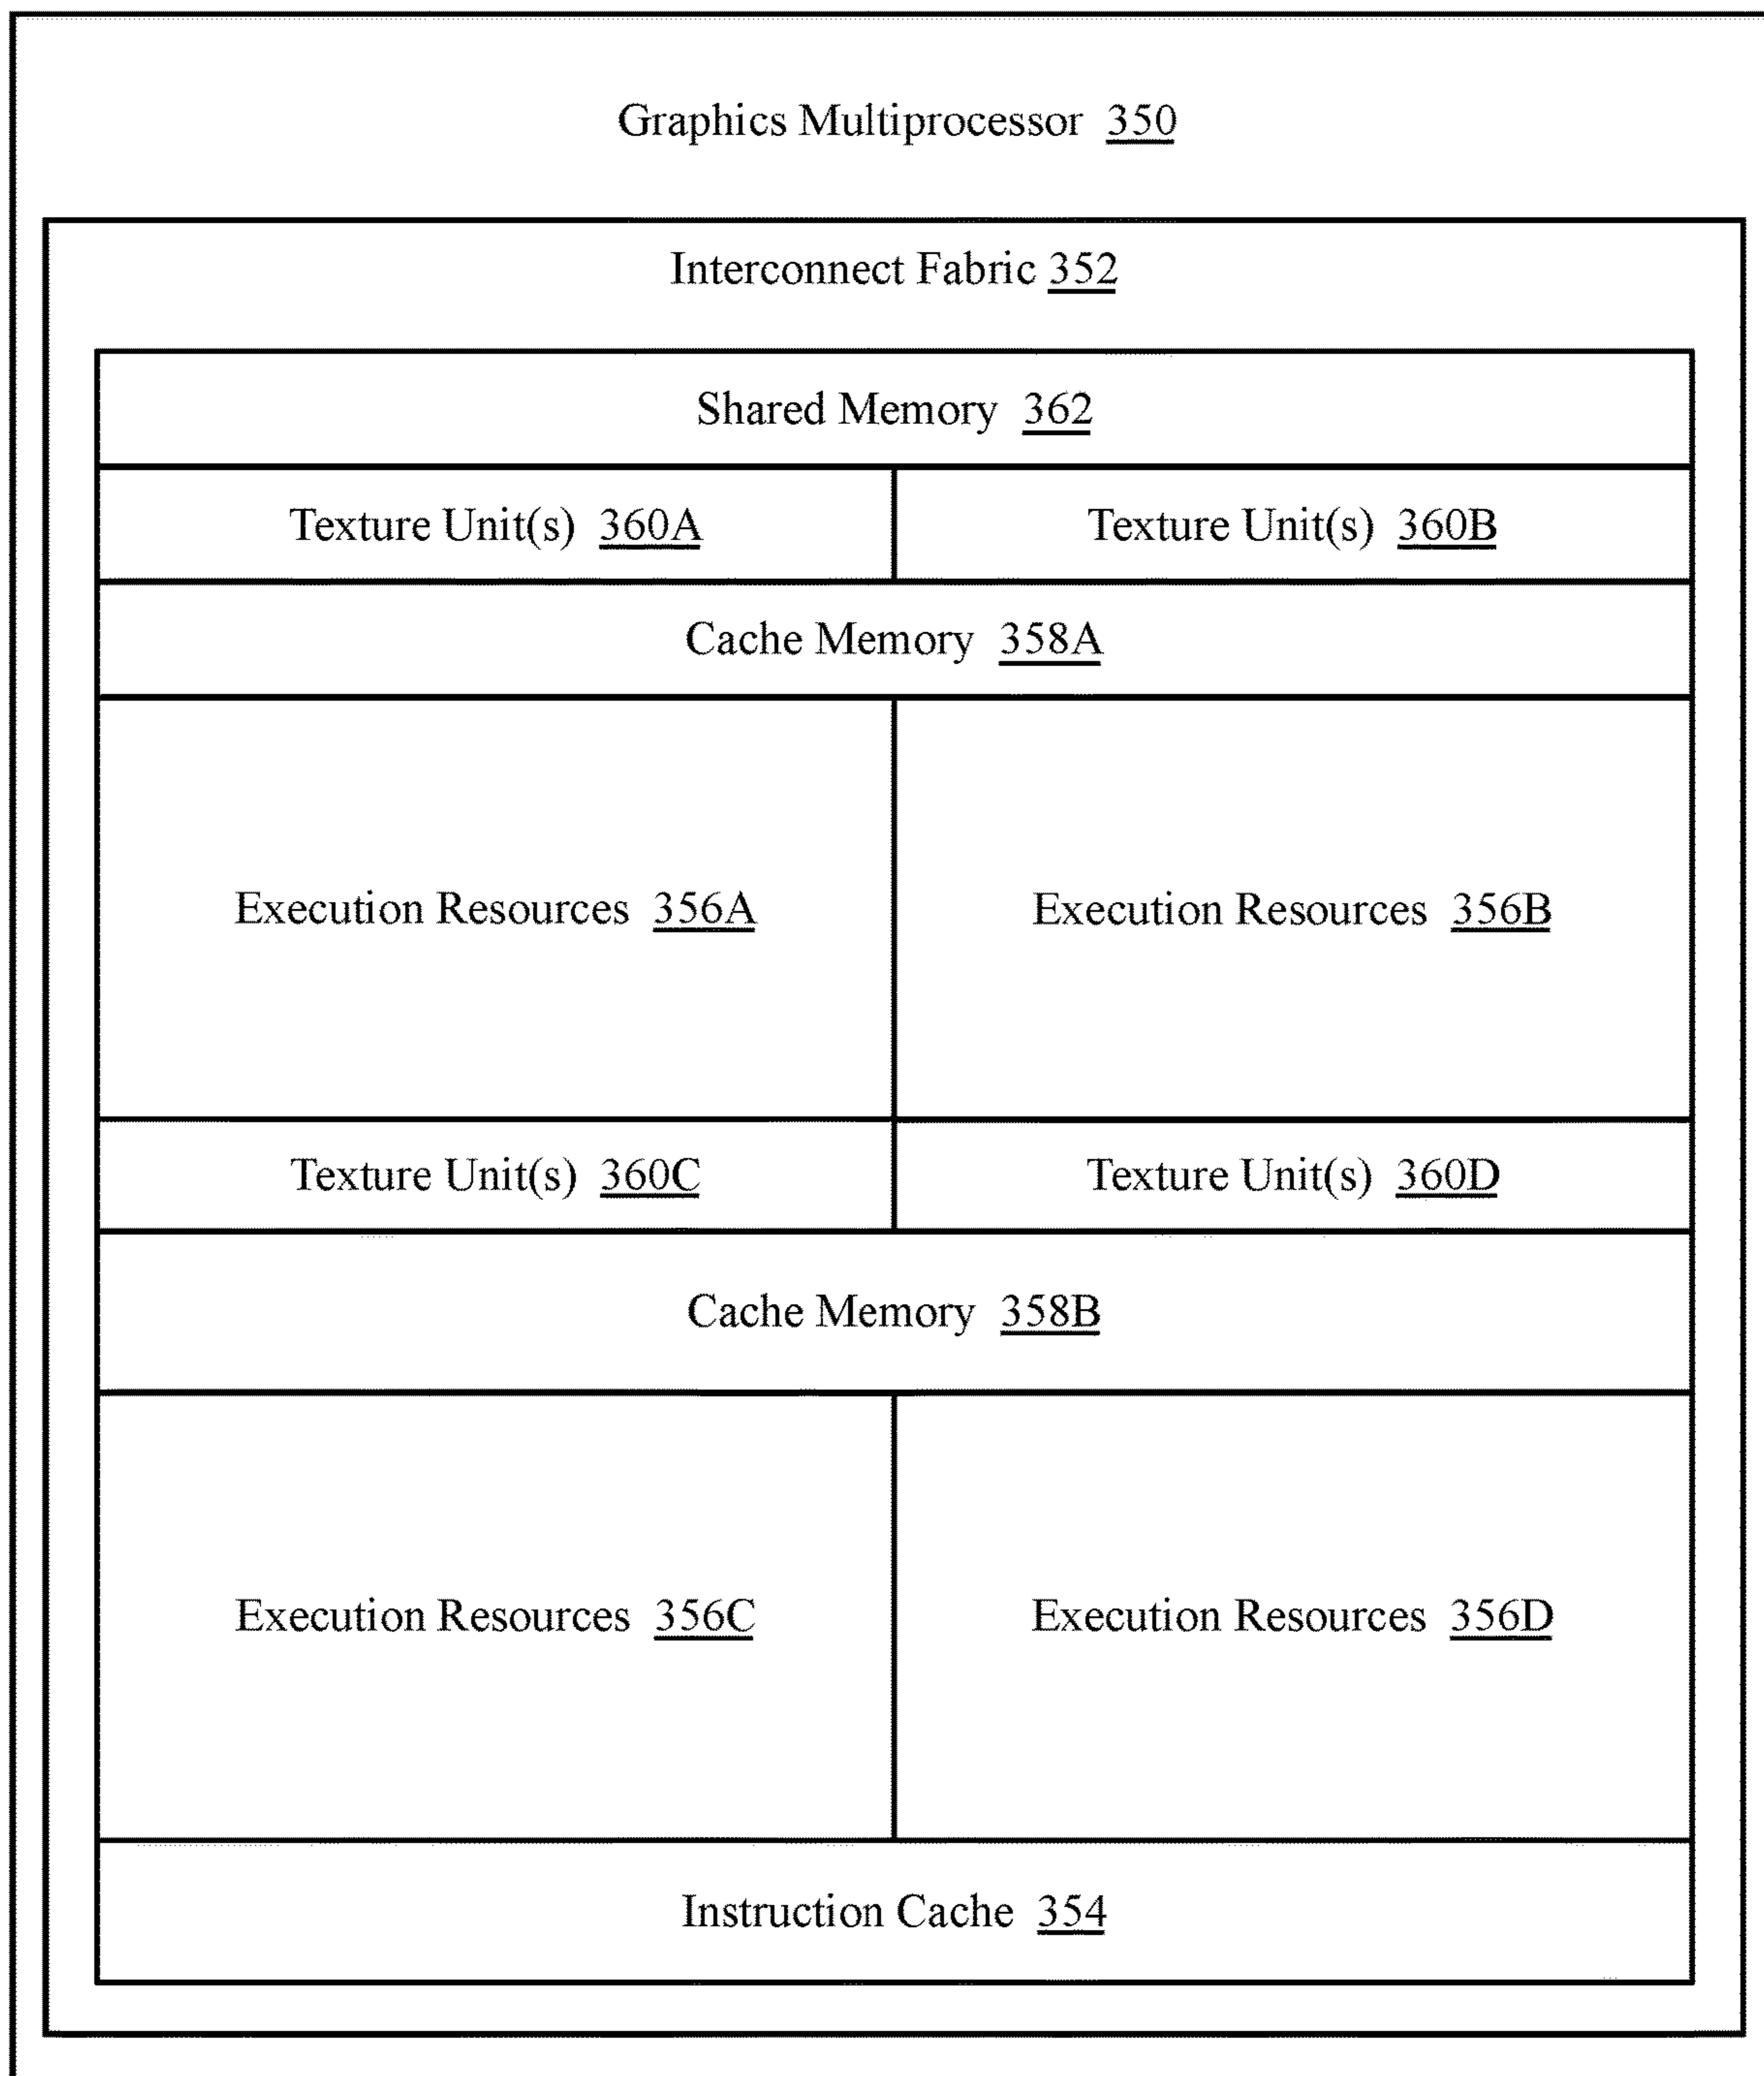 Graphics Multiprocessor 350
Interconnect Fabric 352
Shared Memory 362
Texture Unit(s) 360A
Texture Unit(s) 360B
Cache Memory 358A
Execution Resources 356A
Execution Resources 356B
Texture Unit(s) 360C
Texture Unit(s) 360D
Cache Memory 358B
Execution Resources 356C
Execution Resources 356D
Instruction Cache 354